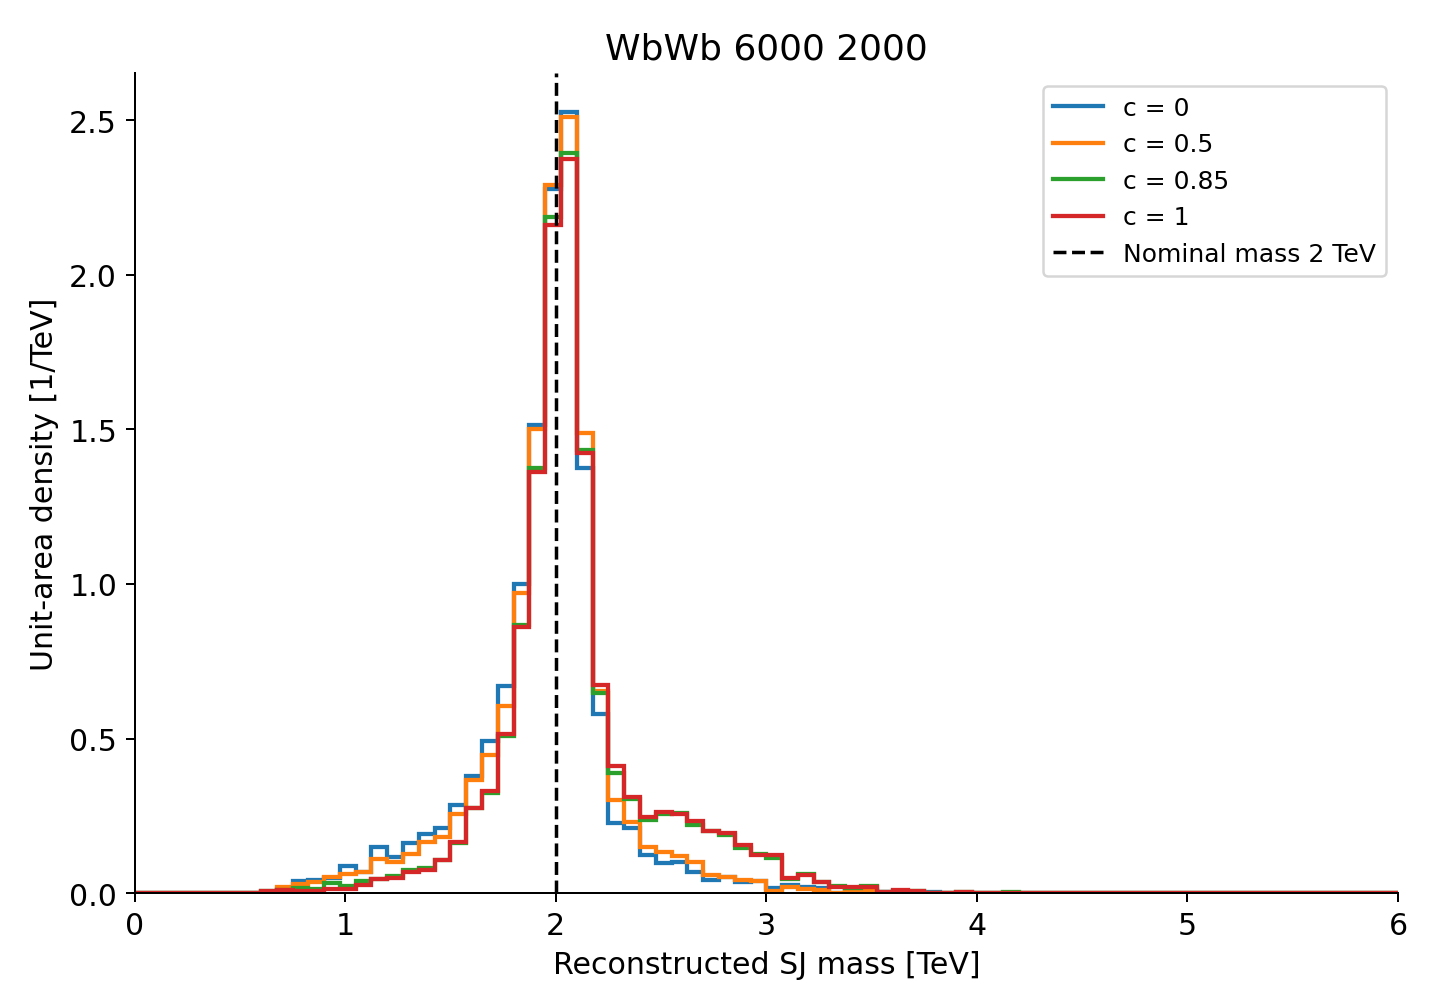 WbWb 6000 2000
c = 0
c = 0.5
c = 0.85
c = 1
Nominal mass 2 TeV
Unit-area density [1/TeV]
2.5
2.0
1.5
1.0
0.5
0.0
0 1 2 3 4 5 6
Reconstructed SJ mass [TeV]